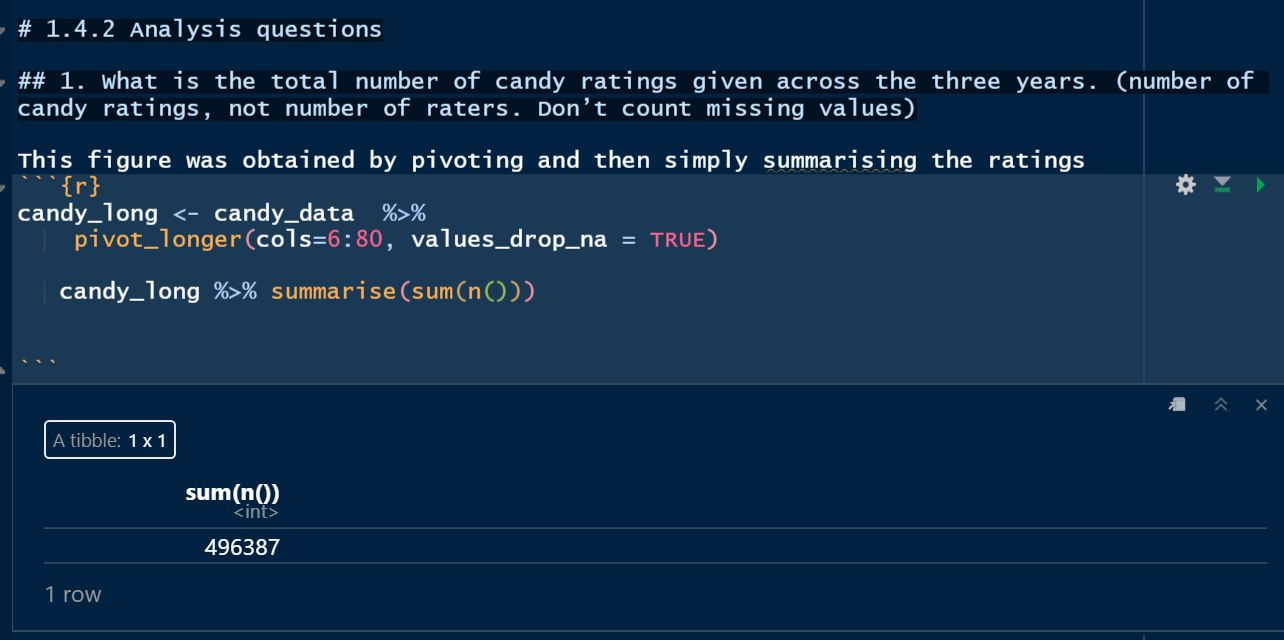 # 1.4.2 Analysis questions
## 1. What is the total number of candy ratings given across the three years. (number of
candy ratings, not number of raters. Don’t count missing values)
This figure was obtained by pivoting and then simply summarising the ratings
```{r}
candy_long <- candy_data  %>%
    pivot_longer(cols=6:80, values_drop_na = TRUE)
   candy_long %>% summarise(sum(n()))
```
A tibble: 1 x 1
sum(n())
<int>
496387
1 row